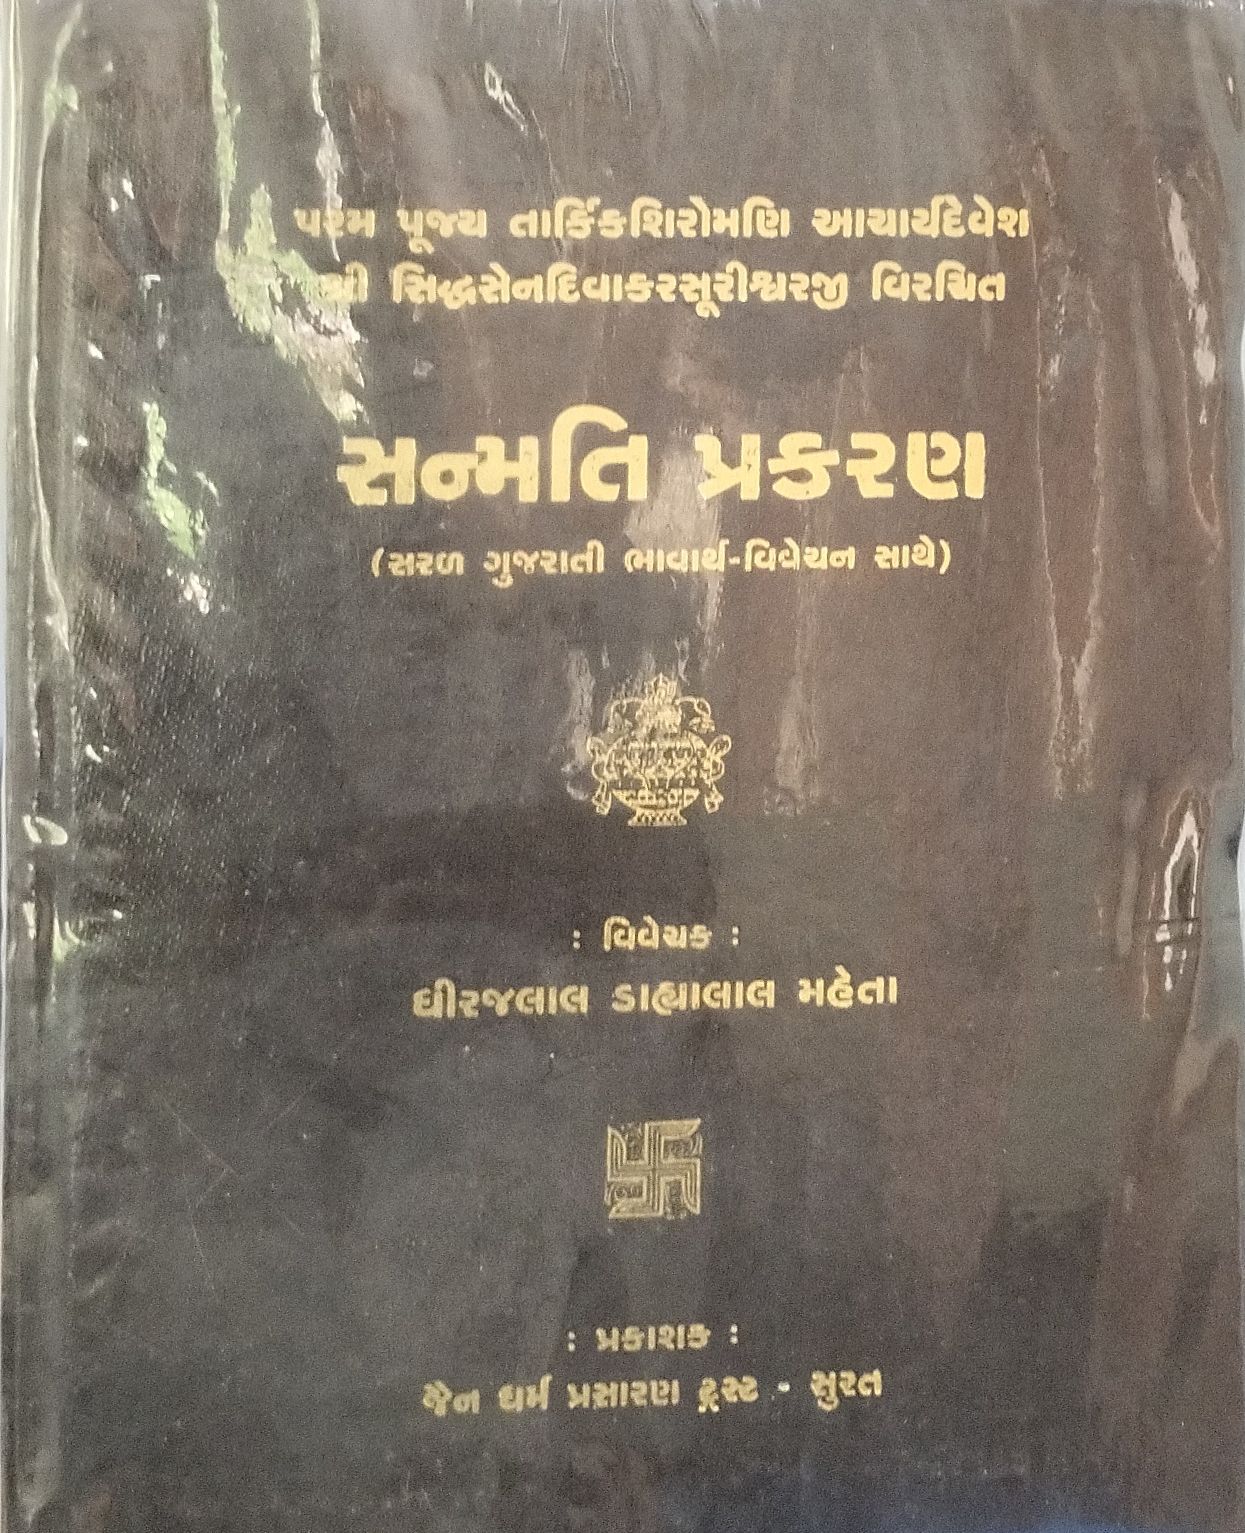 પરમ પૂજ્ય તાર્કિકશિરોમણિ આચાર્યદેવેશ
શ્રી સિદ્ધસેનદિવાકરસૂરીશ્વરજી વિરચિત
સન્મતિ પ્રકરણ
(સરળ ગુજરાતી ભાવાર્થ-વિવેચન સાથે)
: વિવેચક :
ધીરજલાલ ડાહ્યાલાલ મહેતા
: પ્રકાશક :
જૈન ધર્મ પ્રસારણ ટ્રસ્ટ - સુરત